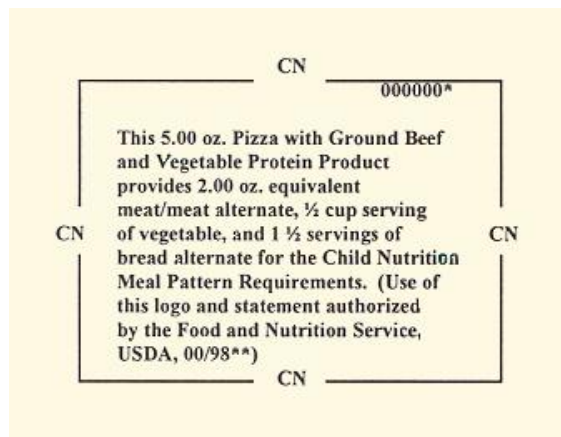 CN
000000*
This 5.00 oz. Pizza with Ground Beef
and Vegetable Protein Product
provides 2.00 oz. equivalent
meat/meat alternate, ½ cup serving
CN of vegetable, and 1 ½ servings of CN
bread alternate for the Child Nutrition
Meal Pattern Requirements. (Use of
this logo and statement authorized
by the Food and Nutrition Service,
USDA, 00/98**)
CN